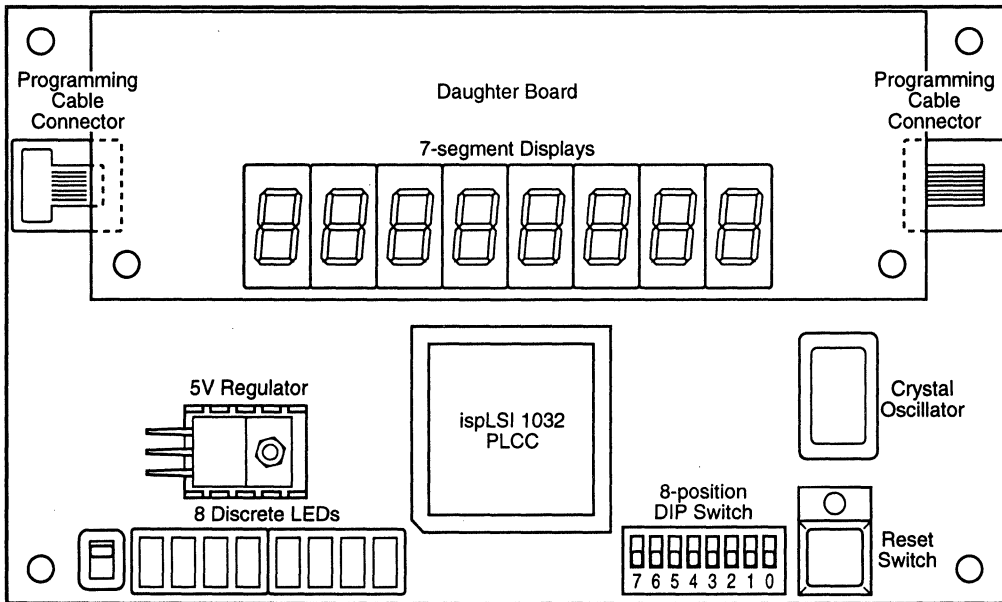 Programming
Cable
Connector
Daughter Board
Programming
Cable
Connector
7-segment Displays
5V Regulator
ispLSI 1032
PLCC
Crystal
Oscillator
8 Discrete LEDs
8-position
DIP Switch
7 6 5 4 3 2 1 0
Reset
Switch